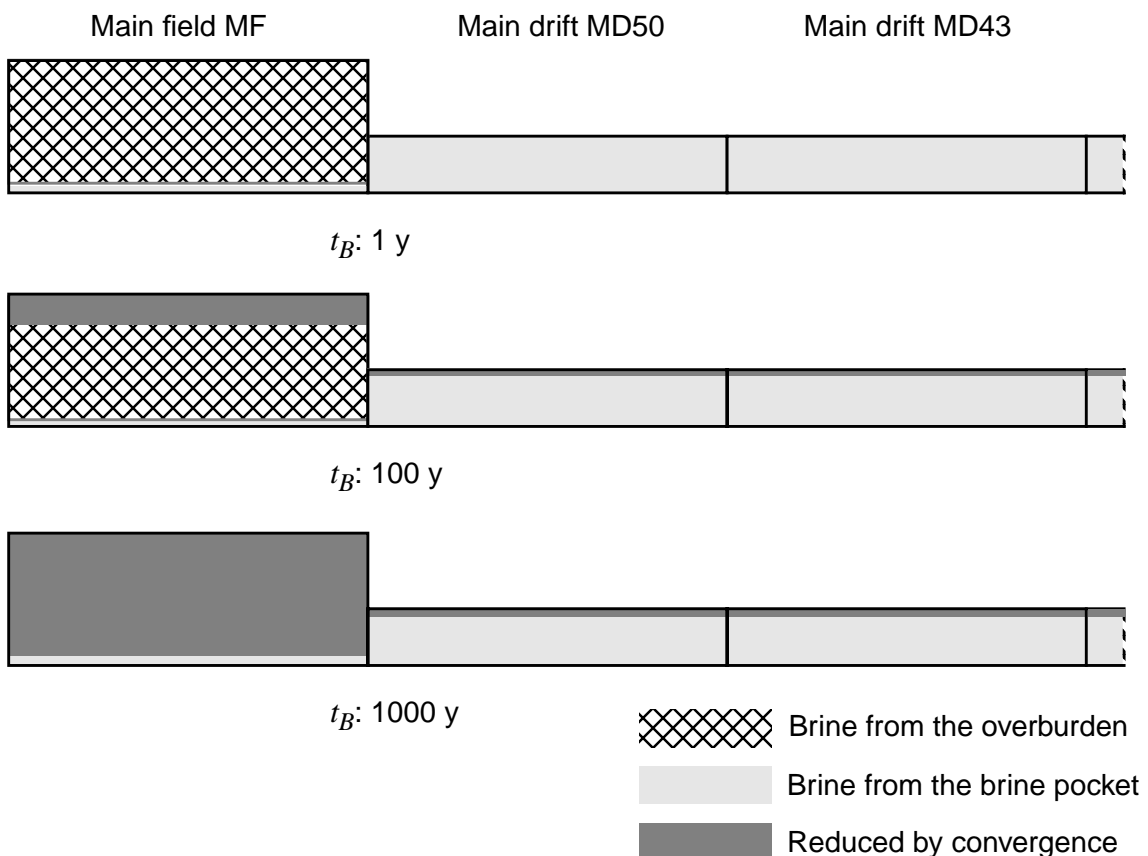 Main field MF Main drift MD50 Main drift MD43
t_B: 1 y
t_B: 100 y
t_B: 1000 y
Brine from the overburden
Brine from the brine pocket
Reduced by convergence